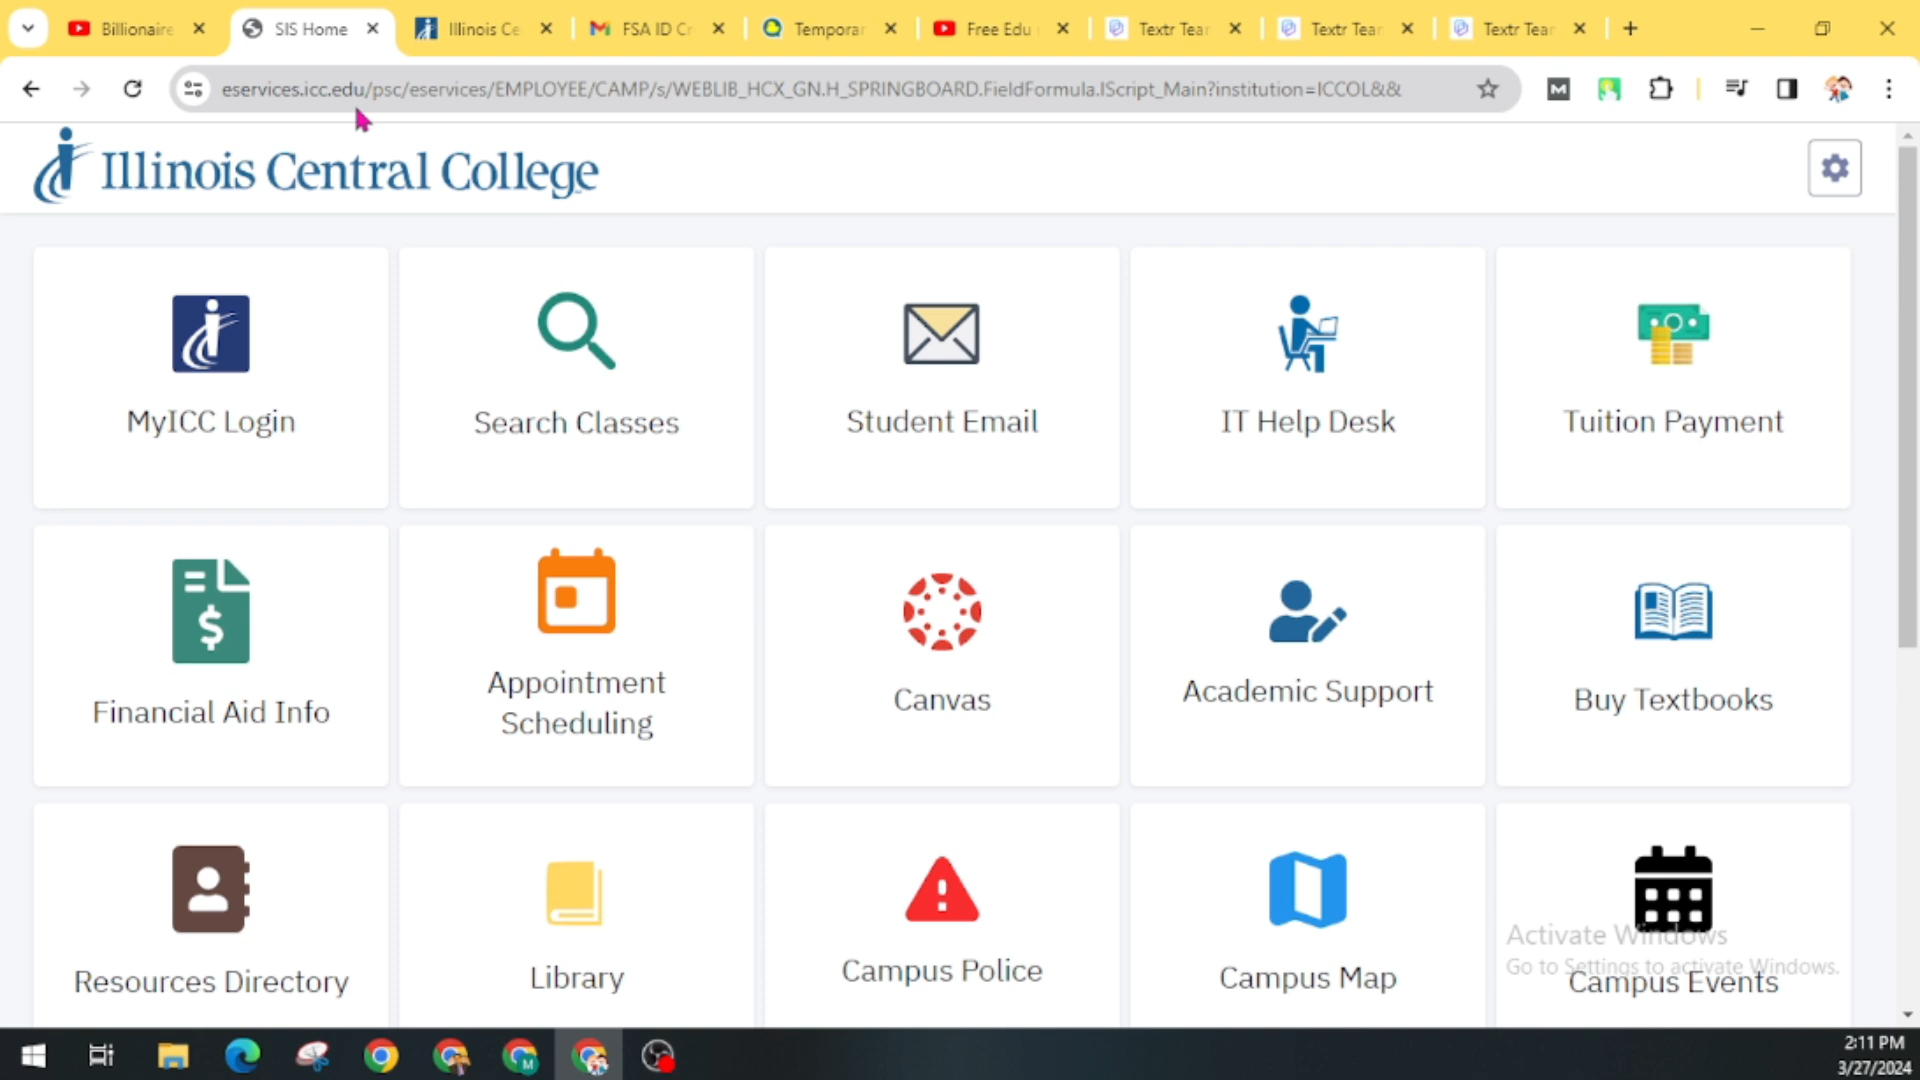 Billionaire
SIS Home
Illinois Ce
FSA ID Cr
Temporar
Free Edu
Textr Tear
Textr Tear
Textr Tear
eservices.icc.edu/psc/eservices/EMPLOYEE/CAMP/s/WEBLIB_HCX_GN.H_SPRINGBOARD.FieldFormula.IScript_Main?institution=ICCOL&&
M
Illinois Central College
MyICC Login
Search Classes
Student Email
IT Help Desk
Tuition Payment
Financial Aid Info
Appointment
Scheduling
Canvas
Academic Support
Buy Textbooks
Resources Directory
Library
Campus Police
Campus Map
Campus Events
Activate Windows
Go to Settings to activate Windows.
M
2:11 PM
3/27/2024